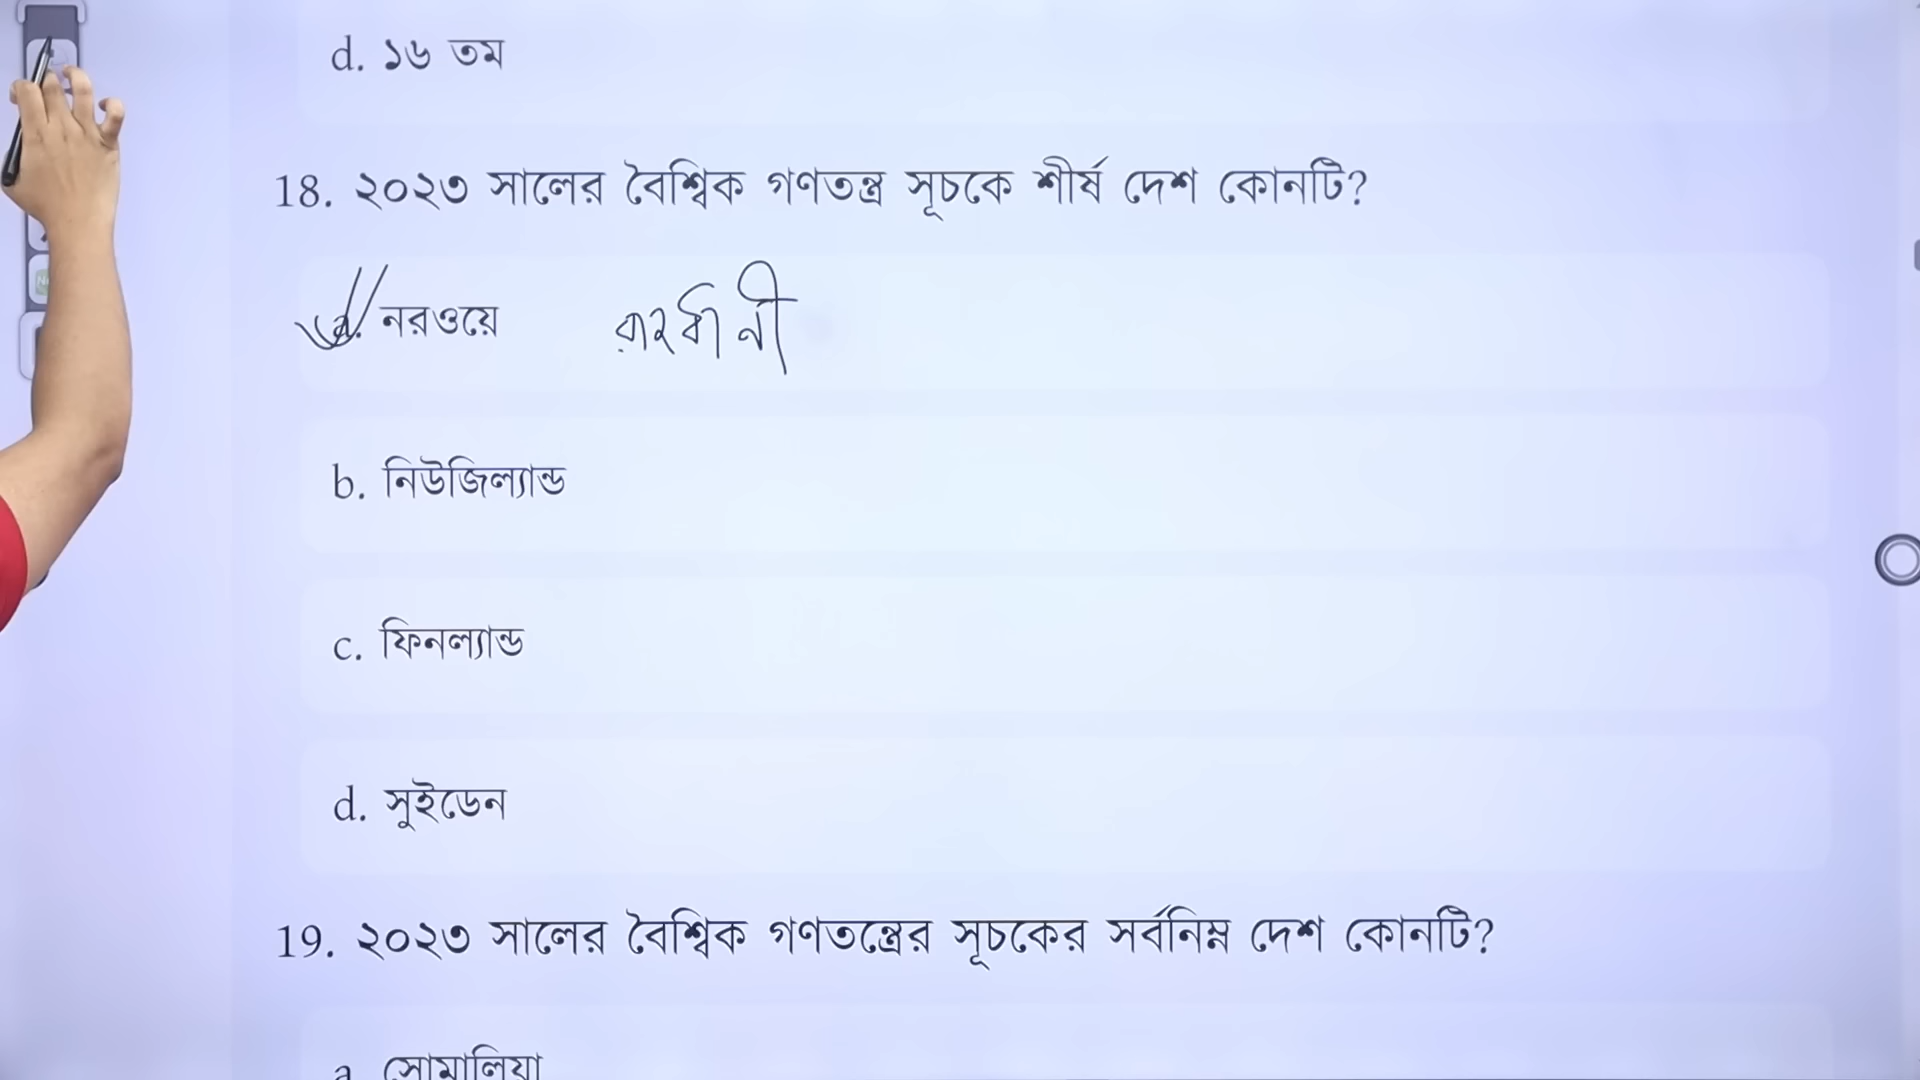 d. ১৬ তম
18. ২০২৩ সালের বৈশ্বিক গণতন্ত্র সূচকে শীর্ষ দেশ কোনটি?
a. নরওয়ে
b. নিউজিল্যান্ড
c. ফিনল্যান্ড
d. সুইডেন
19. ২০২৩ সালের বৈশ্বিক গণতন্ত্রের সূচকের সর্বনিম্ন দেশ কোনটি?
a. সোমালিয়া